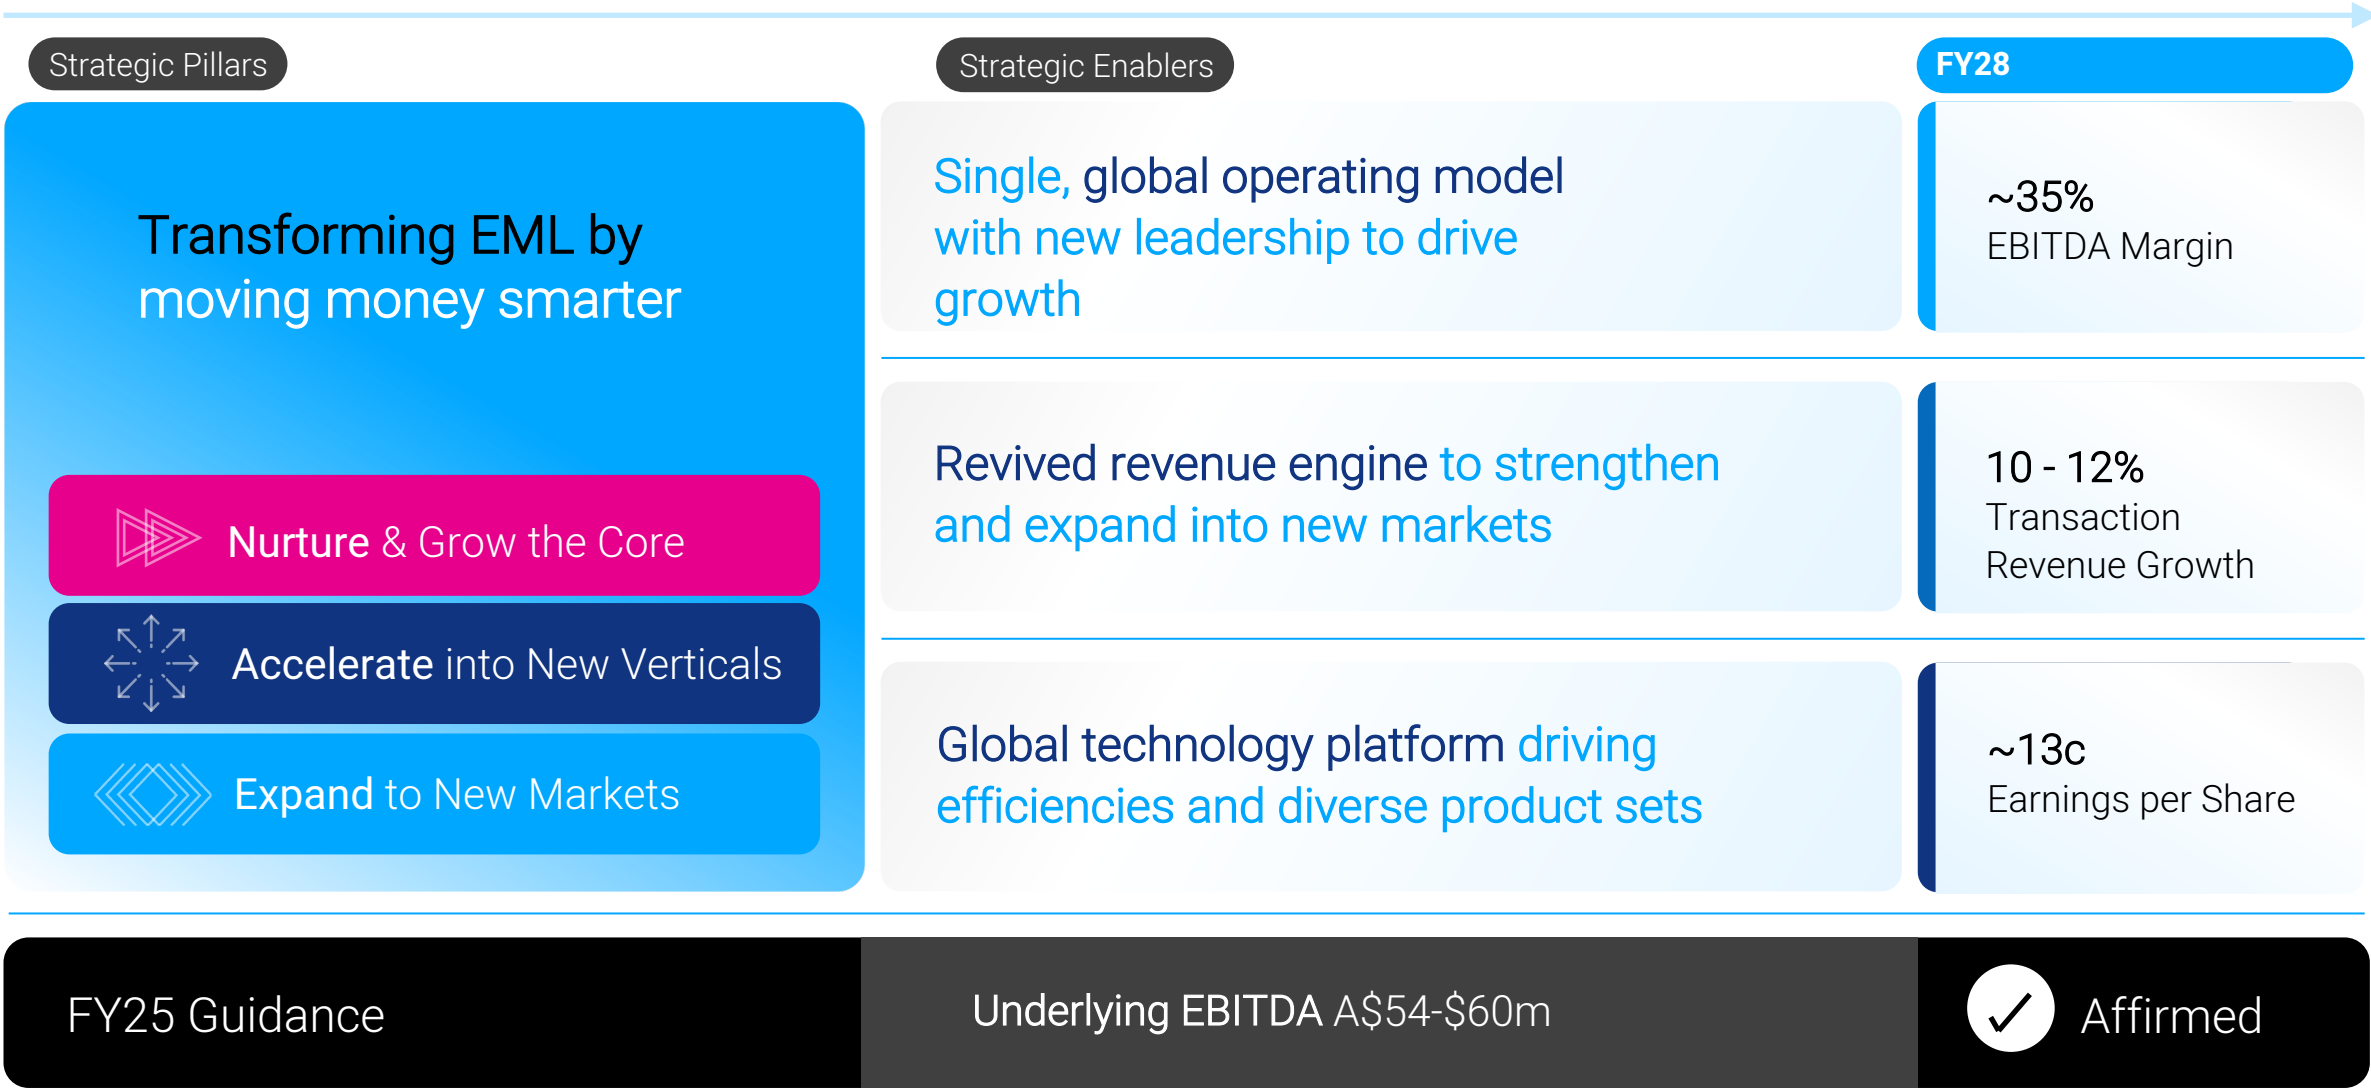 Strategic Pillars
Transforming EML by
moving money smarter
Nurture & Grow the Core
Accelerate into New Verticals
Expand to New Markets
Strategic Enablers
Single, global operating model
with new leadership to drive
growth
Revived revenue engine to strengthen
and expand into new markets
Global technology platform driving
efficiencies and diverse product sets
FY28
~35%
EBITDA Margin
10 - 12%
Transaction
Revenue Growth
~13c
Earnings per Share
FY25 Guidance
Underlying EBITDA A$54-$60m
Affirmed